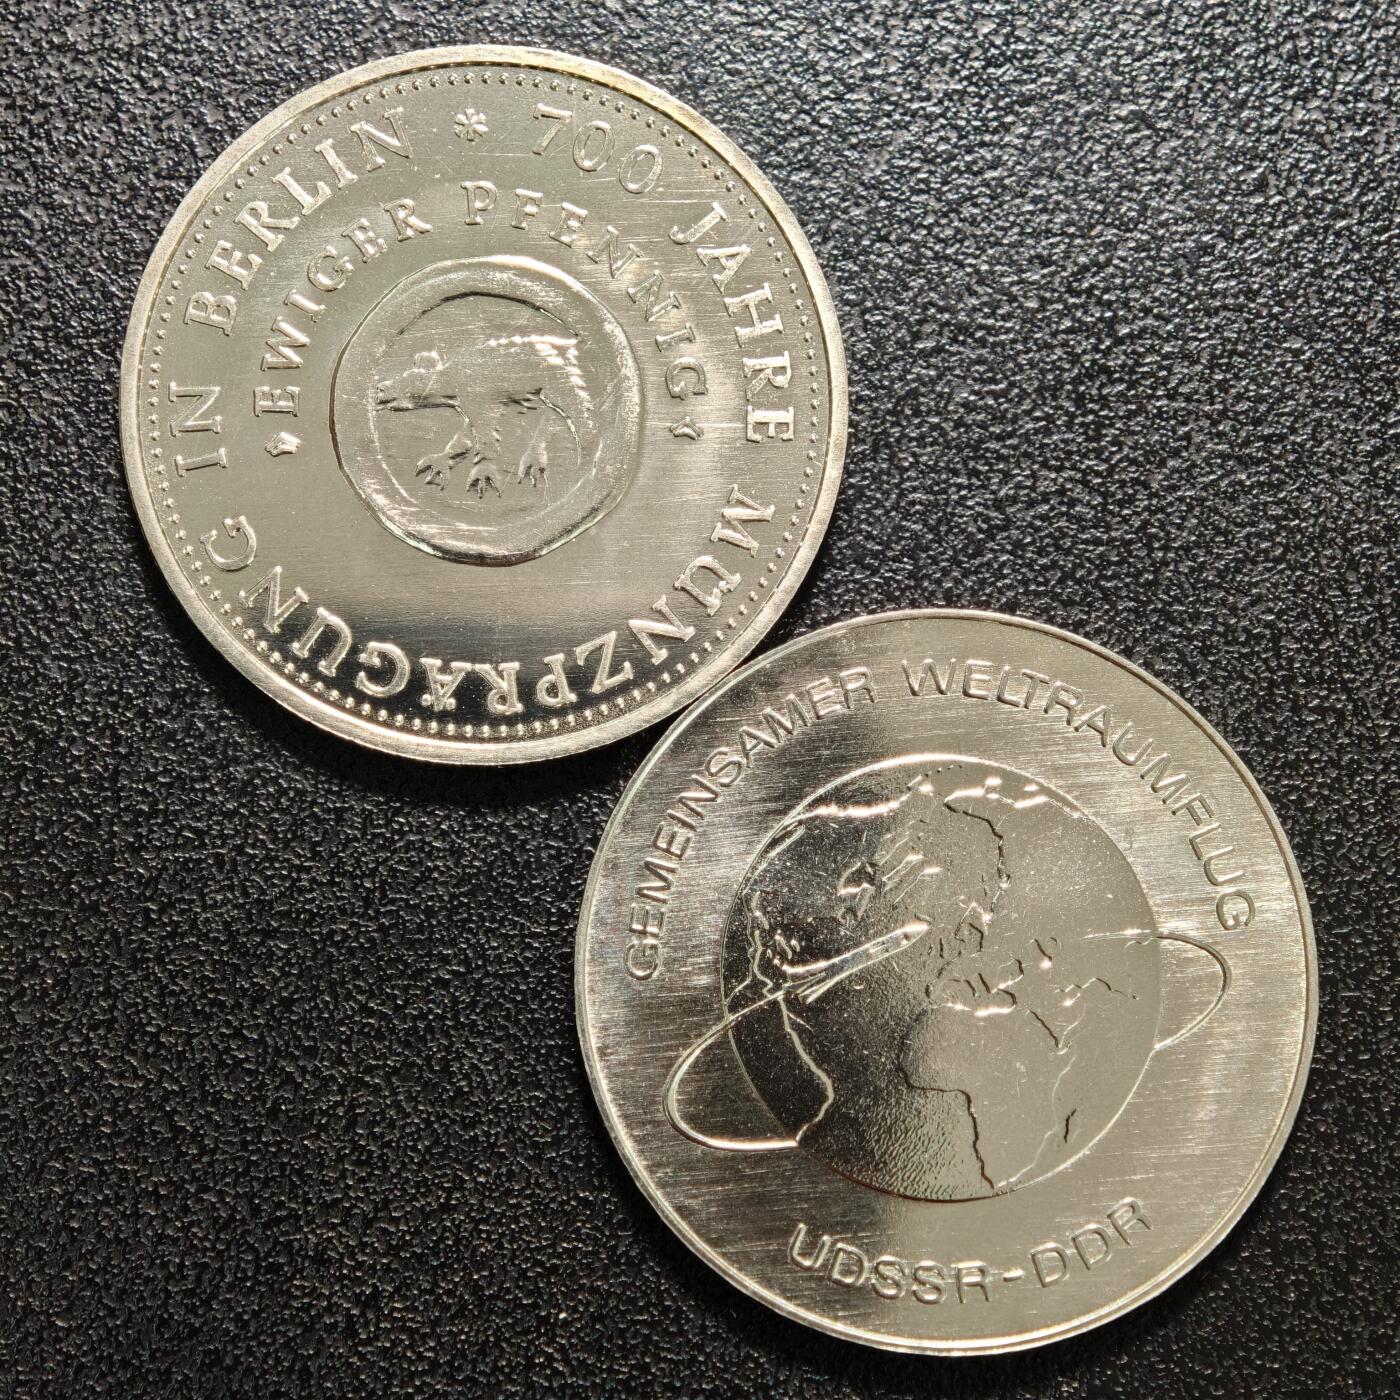 700 JAHRE MÜNZPRÄGUNG IN BERLIN *
EWIGER PFENNIG
GEMEINSAMER WELTRAUMFLUG
UDSSR-DDR